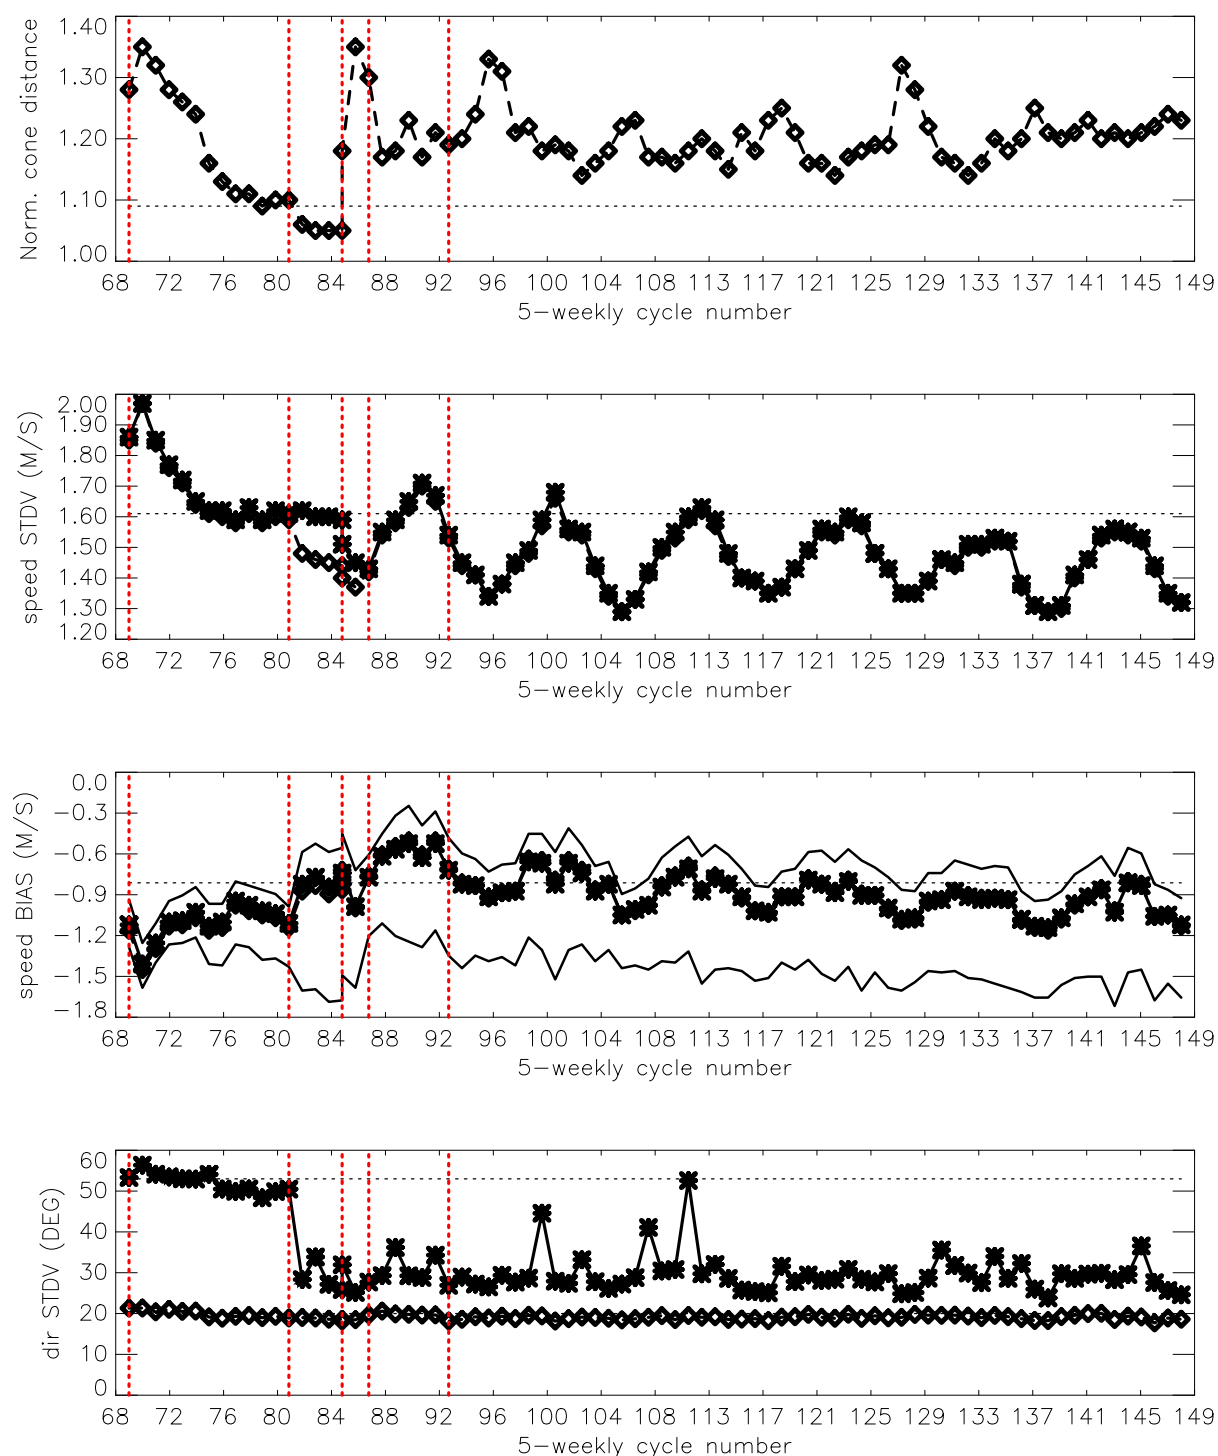 Norm. cone distance
1.40
1.30
1.20
1.10
1.00
68 72 76 80 84 88 92 96 100 104 108 113 117 121 125 129 133 137 141 145 149
5-weekly cycle number
speed STDV (M/S)
2.00
1.90
1.80
1.70
1.60
1.50
1.40
1.30
1.20
68 72 76 80 84 88 92 96 100 104 108 113 117 121 125 129 133 137 141 145 149
5-weekly cycle number
speed BIAS (M/S)
0.0
-0.3
-0.6
-0.9
-1.2
-1.5
-1.8
68 72 76 80 84 88 92 96 100 104 108 113 117 121 125 129 133 137 141 145 149
5-weekly cycle number
dir STDV (DEG)
60
50
40
30
20
10
0
68 72 76 80 84 88 92 96 100 104 108 113 117 121 125 129 133 137 141 145 149
5-weekly cycle number